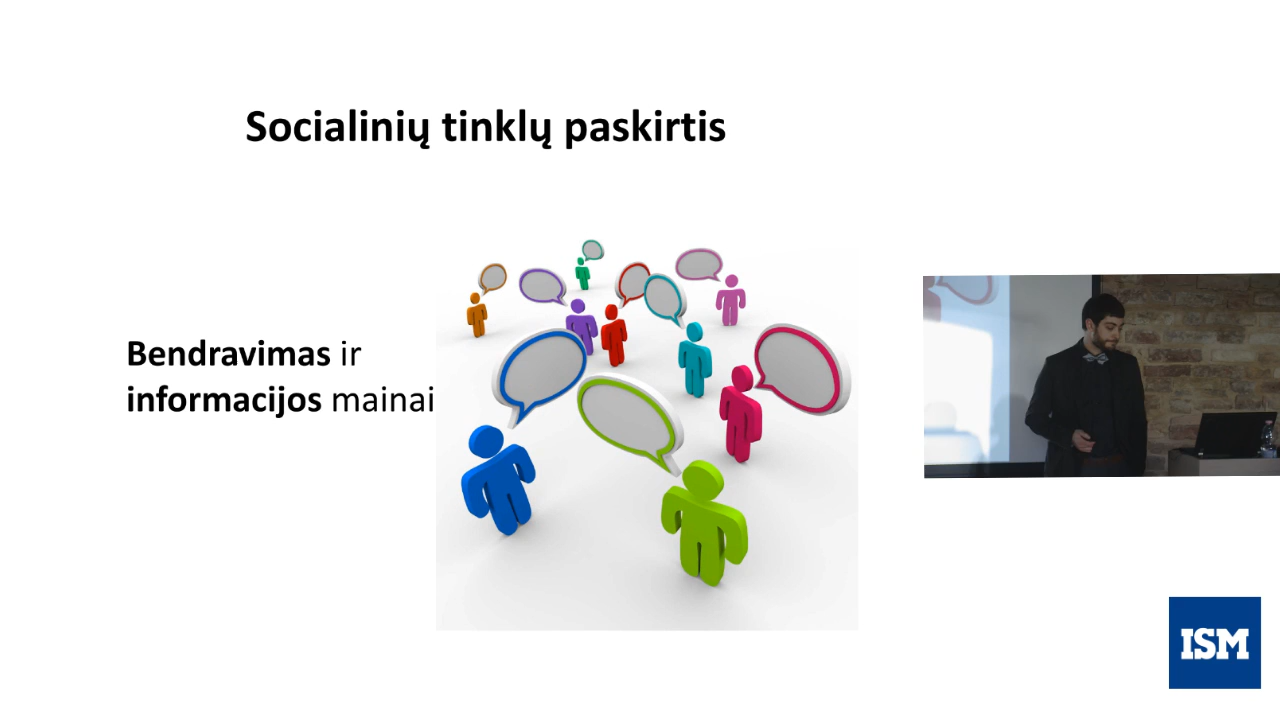 Socialinių tinklų paskirtis
Bendravimas ir
informacijos mainai
ISM